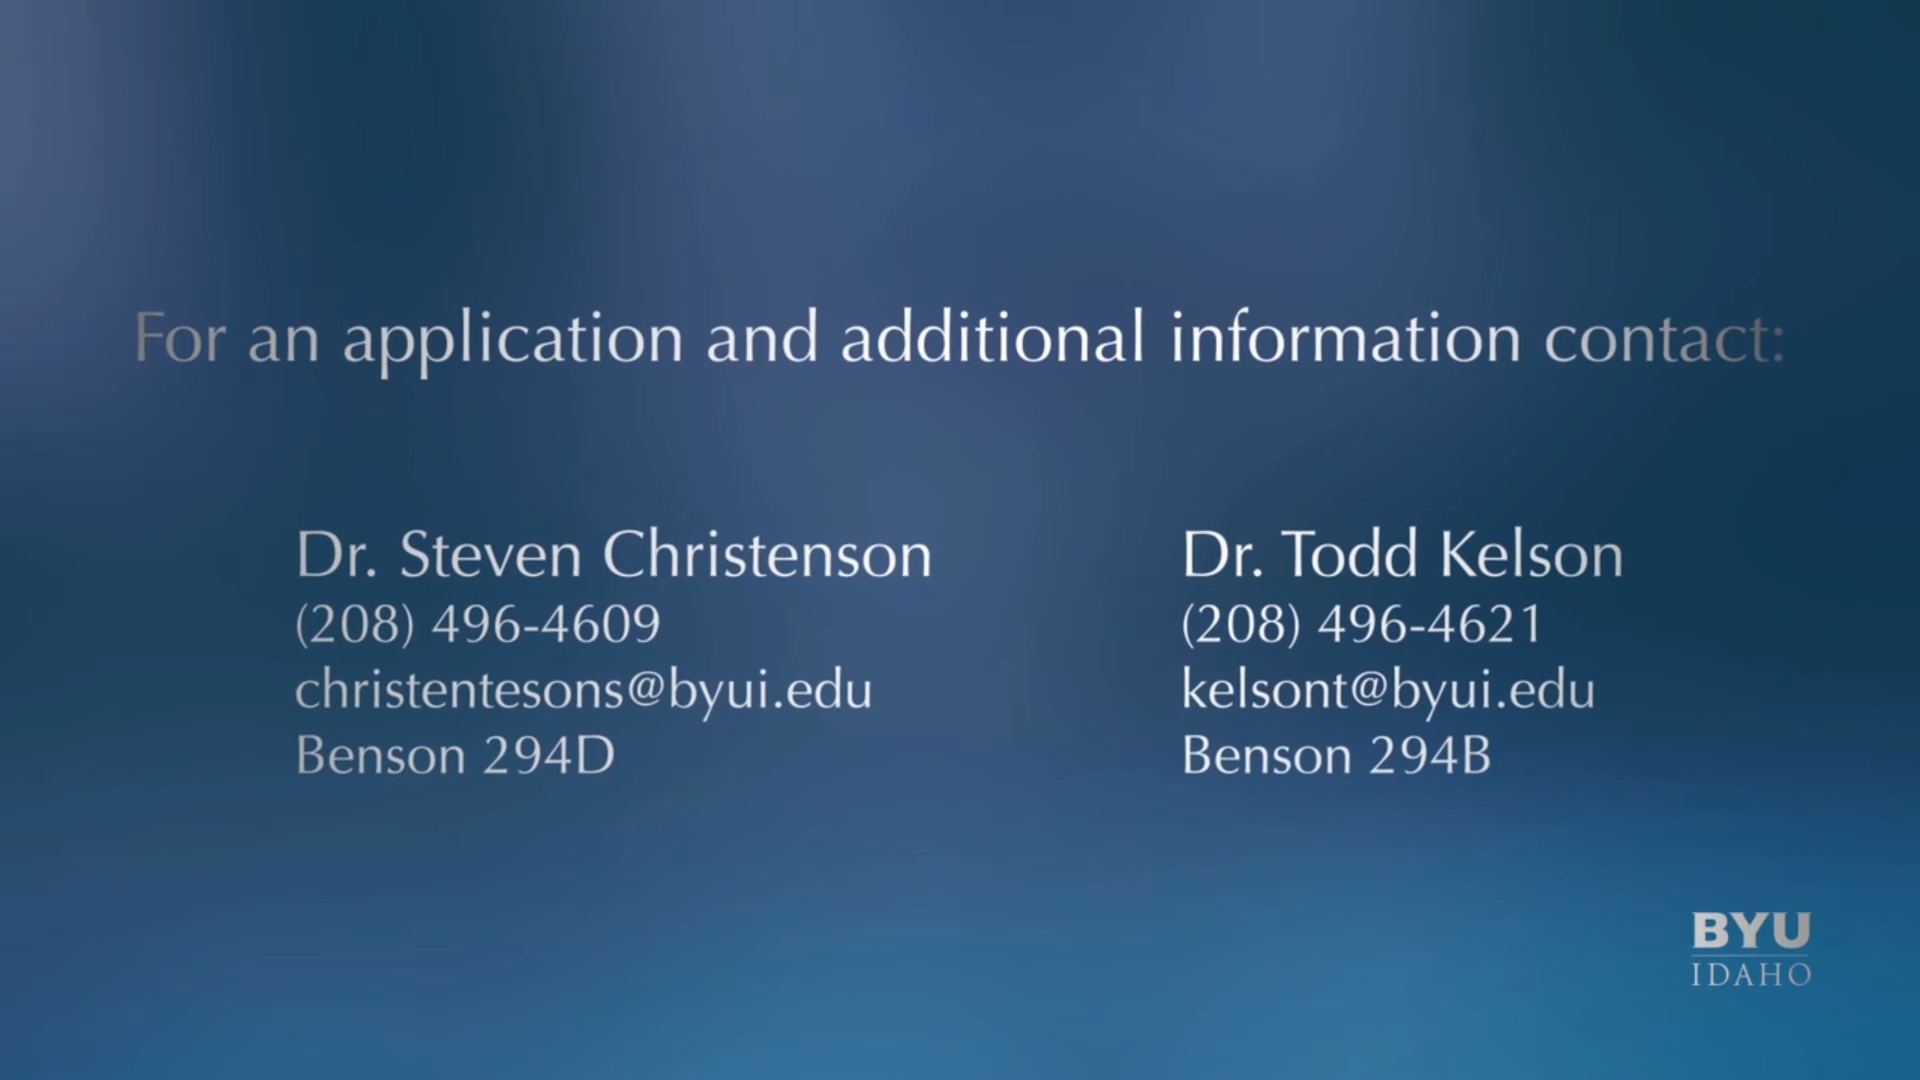 For an application and additional information contact:
Dr. Steven Christenson
(208) 496-4609
christentesons@byui.edu
Benson 294D
Dr. Todd Kelson
(208) 496-4621
kelsont@byui.edu
Benson 294B
BYU
IDAHO